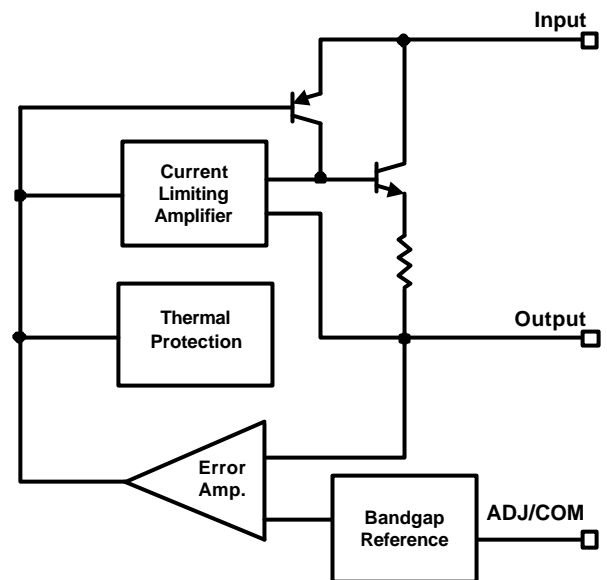 Input
Current
Limiting
Amplifier
Thermal
Protection
Output
Error
Amp.
Bandgap
Reference
ADJ/COM